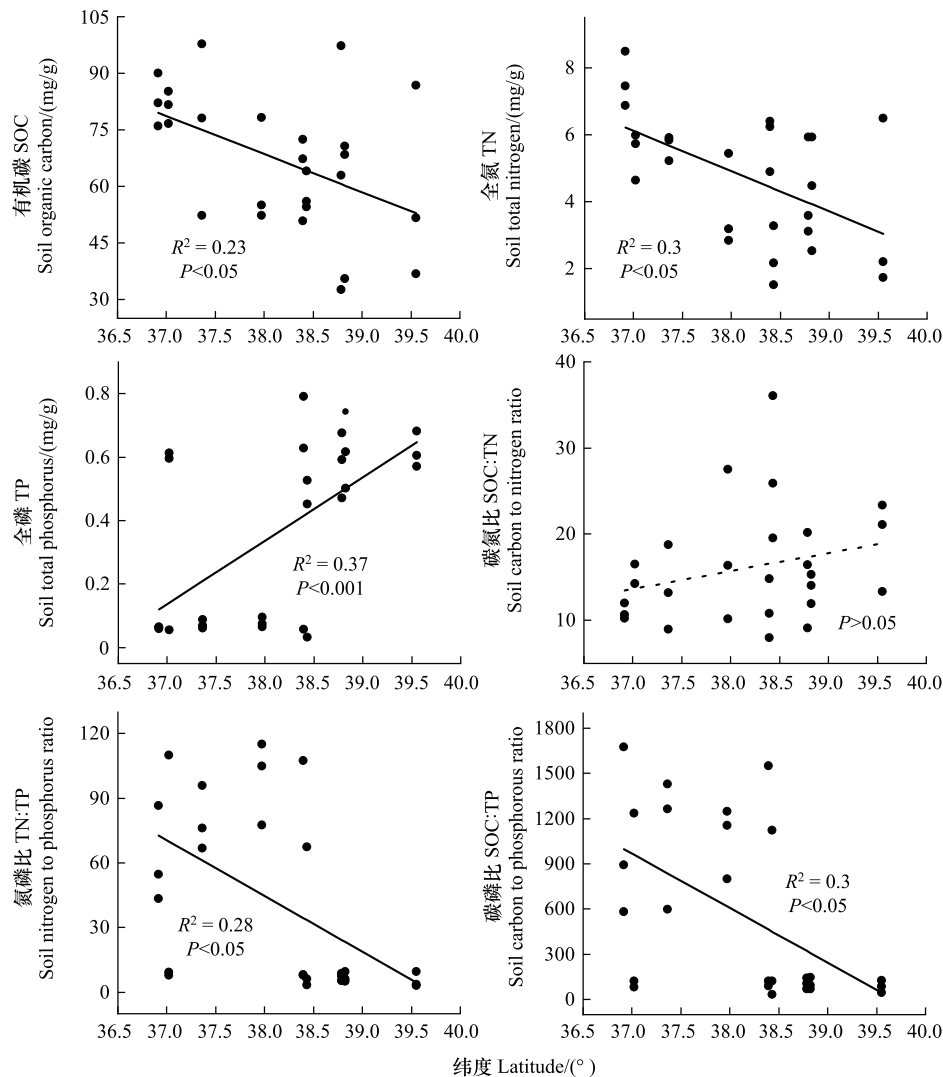 有机碳 SOC
Soil organic carbon/(mg/g)
105
90
75
60
45
30
R² = 0.23
P<0.05
36.5 37.0 37.5 38.0 38.5 39.0 39.5 40.0
全氮 TN
Soil total nitrogen/(mg/g)
8
6
4
2
R² = 0.3
P<0.05
36.5 37.0 37.5 38.0 38.5 39.0 39.5 40.0
全磷 TP
Soil total phosphorus/(mg/g)
0.8
0.6
0.4
0.2
0
R² = 0.37
P<0.001
36.5 37.0 37.5 38.0 38.5 39.0 39.5 40.0
碳氮比 SOC:TN
Soil carbon to nitrogen ratio
40
30
20
10
P>0.05
36.5 37.0 37.5 38.0 38.5 39.0 39.5 40.0
氮磷比 TN:TP
Soil nitrogen to phosphorus ratio
120
90
60
30
0
R² = 0.28
P<0.05
36.5 37.0 37.5 38.0 38.5 39.0 39.5 40.0
碳磷比 SOC:TP
Soil carbon to phosphorous ratio
1800
1500
1200
900
600
300
0
R² = 0.3
P<0.05
36.5 37.0 37.5 38.0 38.5 39.0 39.5 40.0
纬度 Latitude/(° )